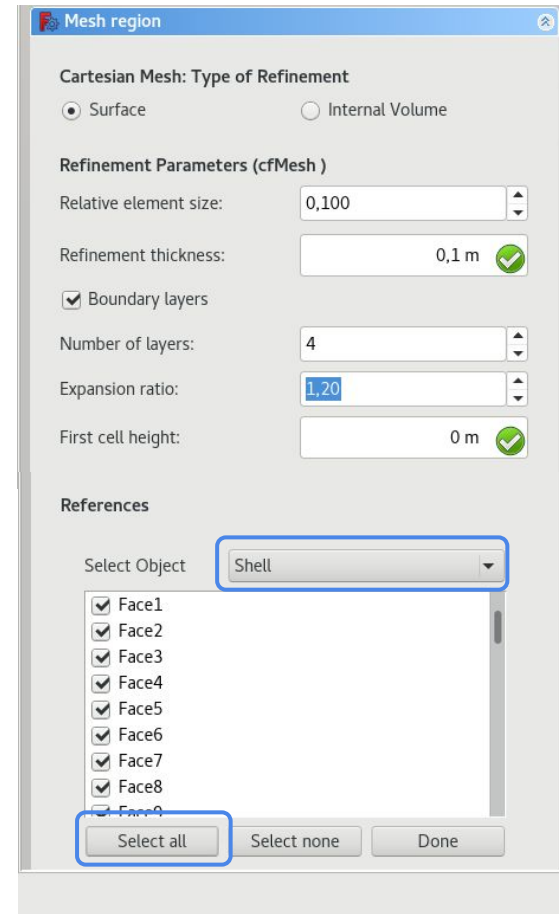 Mesh region
Cartesian Mesh: Type of Refinement
Surface
Internal Volume
Refinement Parameters (cfMesh )
Relative element size:
0,100
Refinement thickness:
0,1 m
Boundary layers
Number of layers:
4
Expansion ratio:
1,20
First cell height:
0 m
References
Select Object
Shell
Face1
Face2
Face3
Face4
Face5
Face6
Face7
Face8
Face9
Select all
Select none
Done